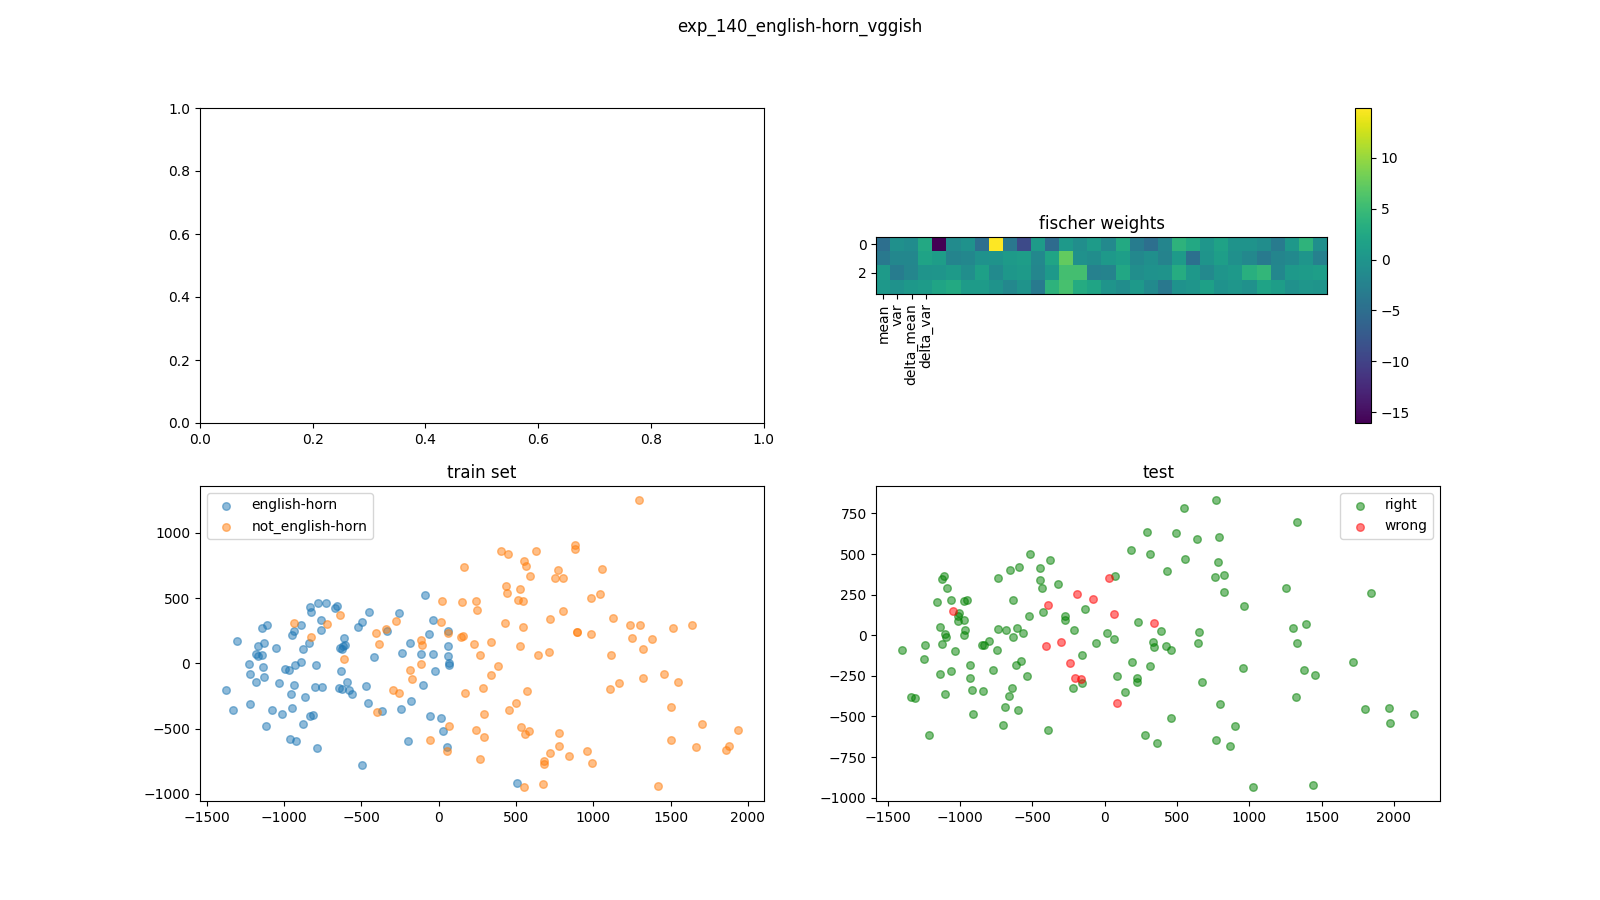 exp_140_english-horn_vggish
1.0
0.8
0.6
0.4
0.2
0.0
0.0 0.2 0.4 0.6 0.8 1.0
fischer weights
0
2
mean
var
delta_mean
delta_var
10
5
0
−5
−10
−15
train set
english-horn
not_english-horn
1000
500
0
−500
−1000
−1500 −1000 −500 0 500 1000 1500 2000
test
right
wrong
750
500
250
0
−250
−500
−750
−1000
−1500 −1000 −500 0 500 1000 1500 2000